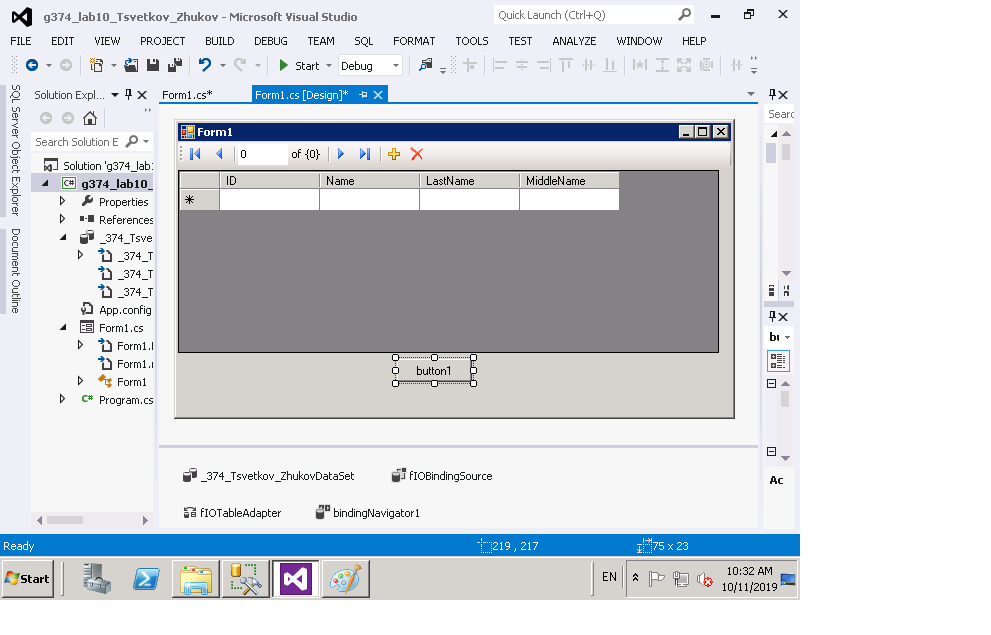 g374_lab10_Tsvetkov_Zhukov - Microsoft Visual Studio
Quick Launch (Ctrl+Q)
FILE EDIT VIEW PROJECT BUILD DEBUG TEAM SQL FORMAT TOOLS TEST ANALYZE WINDOW HELP
Start Debug
SQL Server Object Explorer
Document Outline
Solution Expl...
Search Solution E
Solution 'g374_lab1
g374_lab10_
Properties
References
_374_Tsve
_374_T
_374_T
_374_T
App.config
Form1.cs
Form1.
Form1.
Form1
Program.cs
Form1.cs*
Form1.cs [Design]*
Form1
0 of {0}
ID Name LastName MiddleName
button1
_374_Tsvetkov_ZhukovDataSet
fIOBindingSource
fIOTableAdapter
bindingNavigator1
Searc
Ac
Ready
219 , 217
75 x 23
Start
EN
10:32 AM
10/11/2019